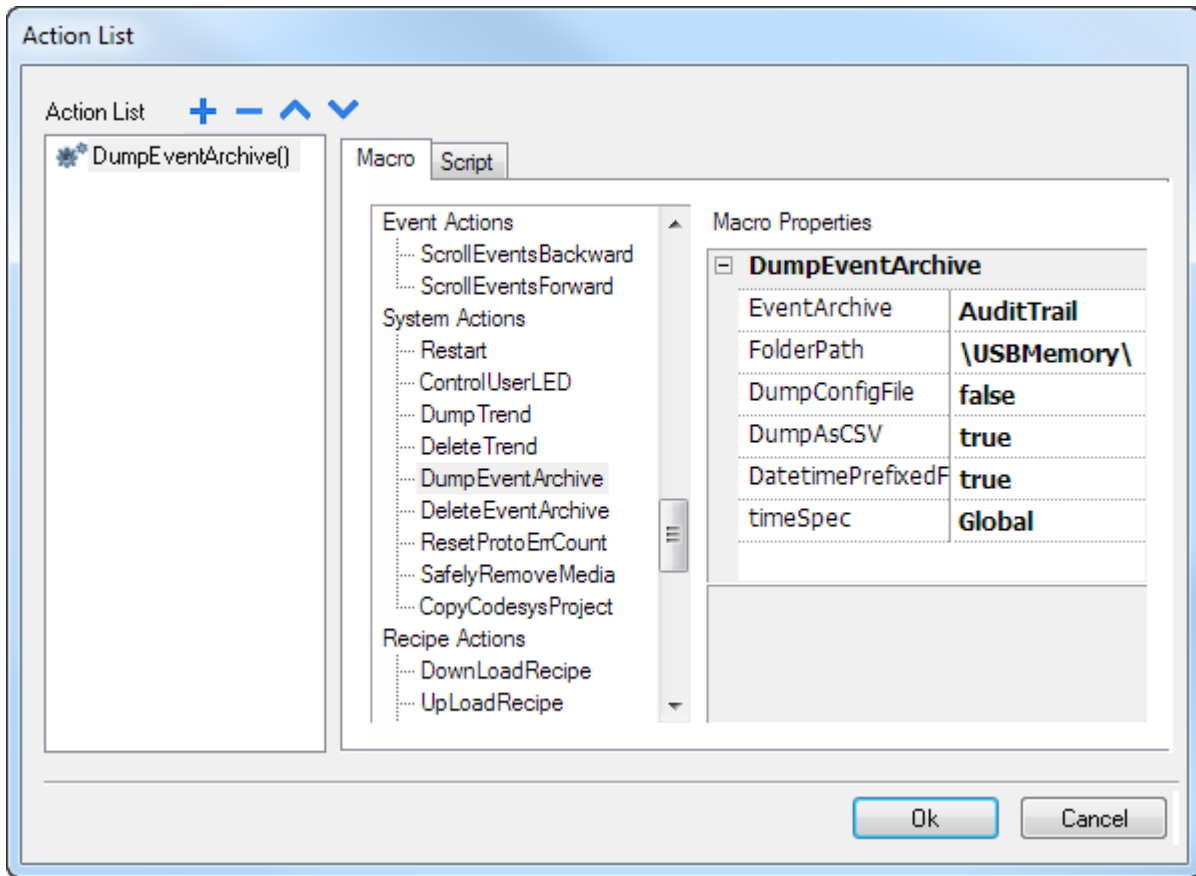 Action List
Action List
DumpEventArchive()
Macro
Script
Event Actions
ScrollEventsBackward
ScrollEventsForward
System Actions
Restart
ControlUserLED
DumpTrend
DeleteTrend
DumpEventArchive
DeleteEventArchive
ResetProtoErrCount
SafelyRemoveMedia
CopyCodesysProject
Recipe Actions
DownLoadRecipe
UpLoadRecipe
Macro Properties
DumpEventArchive
EventArchive AuditTrail
FolderPath \USBMemory\
DumpConfigFile false
DumpAsCSV true
DatetimePrefixedF true
timeSpec Global
Ok
Cancel